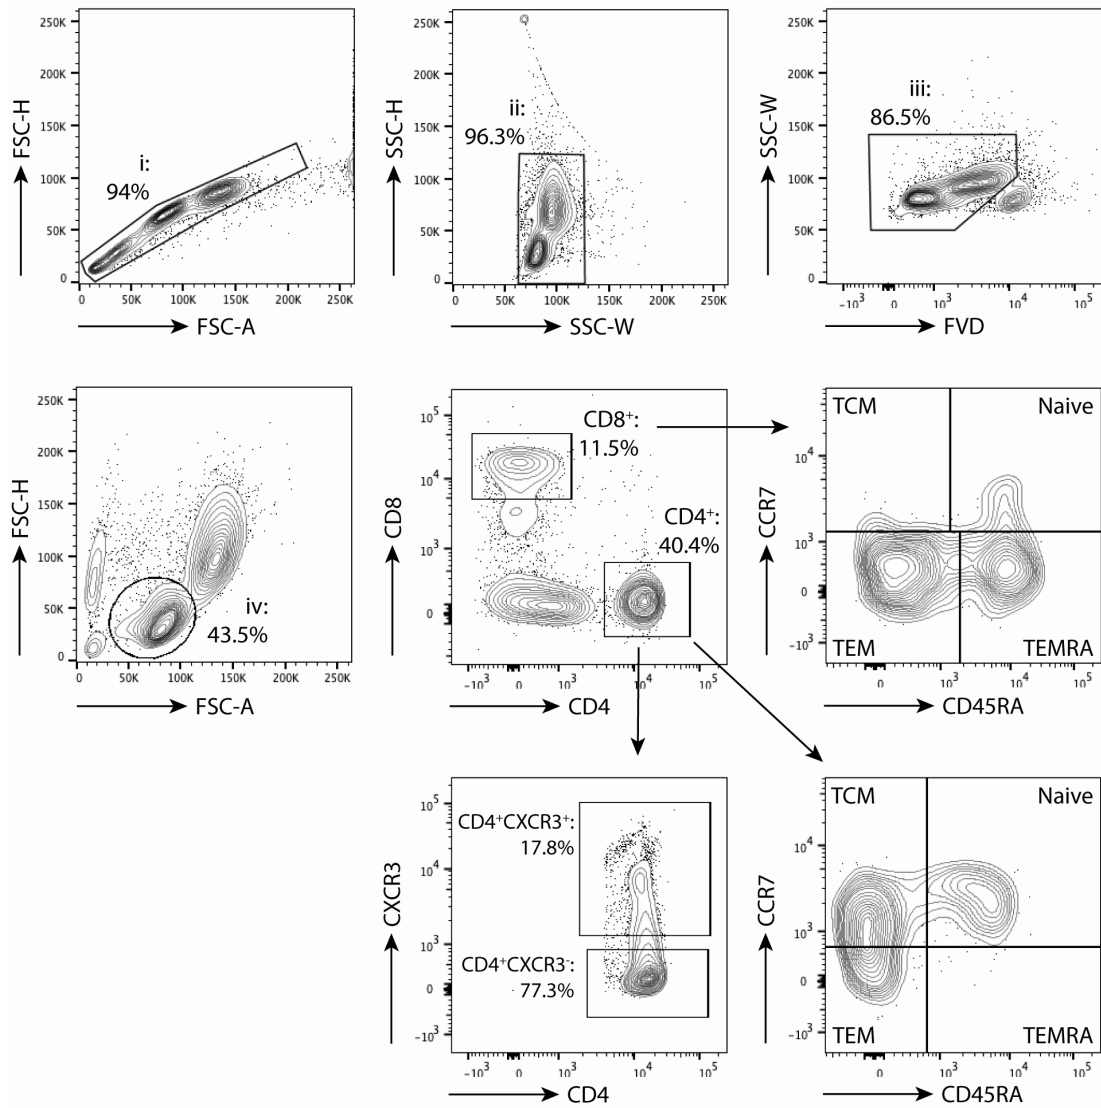 250K
200K
150K
100K
50K
0
FSC-H
i:
94%
0
50K
100K
150K
200K
250K
FSC-A
250K
200K
150K
100K
50K
0
SSC-H
ii:
96.3%
0
50K
100K
150K
200K
250K
SSC-W
250K
200K
150K
100K
50K
0
SSC-W
iii:
86.5%
-10³
0
10³
10⁴
10⁵
FVD
250K
200K
150K
100K
50K
0
FSC-H
iv:
43.5%
0
50K
100K
150K
200K
250K
FSC-A
10⁵
10⁴
10³
0
CD8
CD8⁺:
11.5%
CD4⁺:
40.4%
-10³
0
10³
10⁴
10⁵
CD4
10⁴
10³
0
-10³
CCR7
TCM
Naive
TEM
TEMRA
0
10³
10⁴
10⁵
CD45RA
10⁵
10⁴
10³
0
-10³
CXCR3
CD4⁺CXCR3⁺:
17.8%
CD4⁺CXCR3⁻:
77.3%
-10³
0
10³
10⁴
10⁵
CD4
10⁴
10³
0
-10³
CCR7
TCM
Naive
TEM
TEMRA
0
10³
10⁴
10⁵
CD45RA